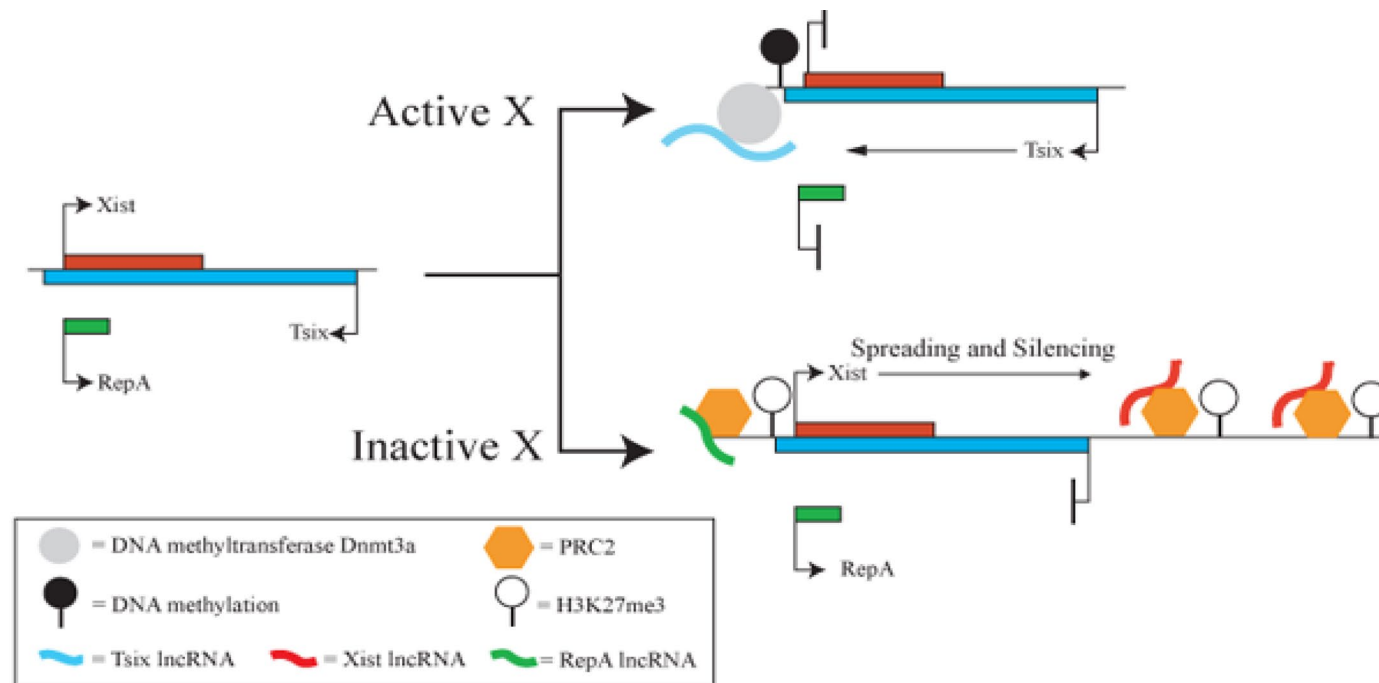 Active X
Tsix
Xist
Tsix
RepA
Spreading and Silencing
Xist
Inactive X
RepA
= DNA methyltransferase Dnmt3a
= PRC2
= DNA methylation
= H3K27me3
= Tsix lncRNA
= Xist lncRNA
= RepA lncRNA